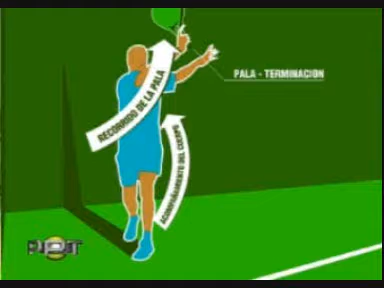 PALA - TERMINACION
RECORRIDO DE LA PALA
ACOMPAÑAMIENTO DEL CUERPO